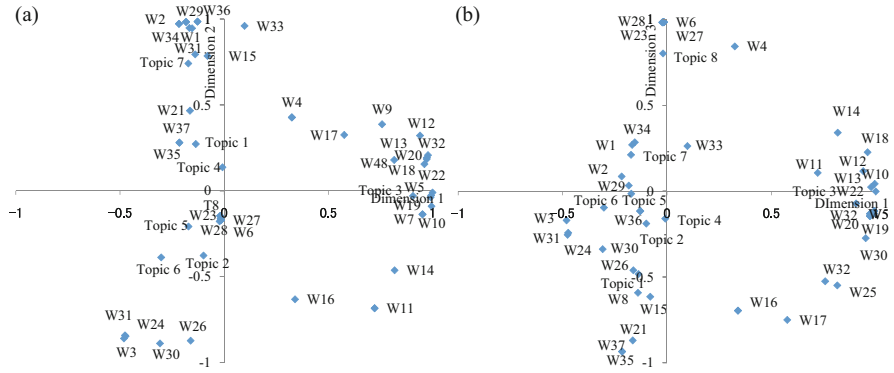 (a)
W2
W29
W36
1
W33
W34
W1
W31
W15
Topic 7
Dimension 2
W21
0.5
W4
W9
W12
W37
Topic 1
W17
W13
W32
W35
W20
W48
W18
W22
Topic 4
0
Topic 3
W5
Dimension 1
−1
−0.5
0
0.5
1
T8
W19
W23
W27
W7
W10
Topic 5
W28
W6
Topic 6
Topic 2
W14
-0.5
W16
W11
W31
W24
W26
W3
W30
-1
(b)
W28
1
W6
W23
W27
W4
Dimension 3
Topic 8
0.5
W14
W34
W1
W33
W18
Topic 7
W11
W12
W2
W10
W13
W29
0
Topic 3
W22
DImension 1
−1
−0.5
0
0.5
1
Topic 6
Topic 5
W3
W36
Topic 4
W32
W5
W31
Topic 2
W20
W19
W24
W30
W30
W26
-0.5
W32
Topic 1
W25
W8
W15
W16
W21
W17
W37
W35
-1